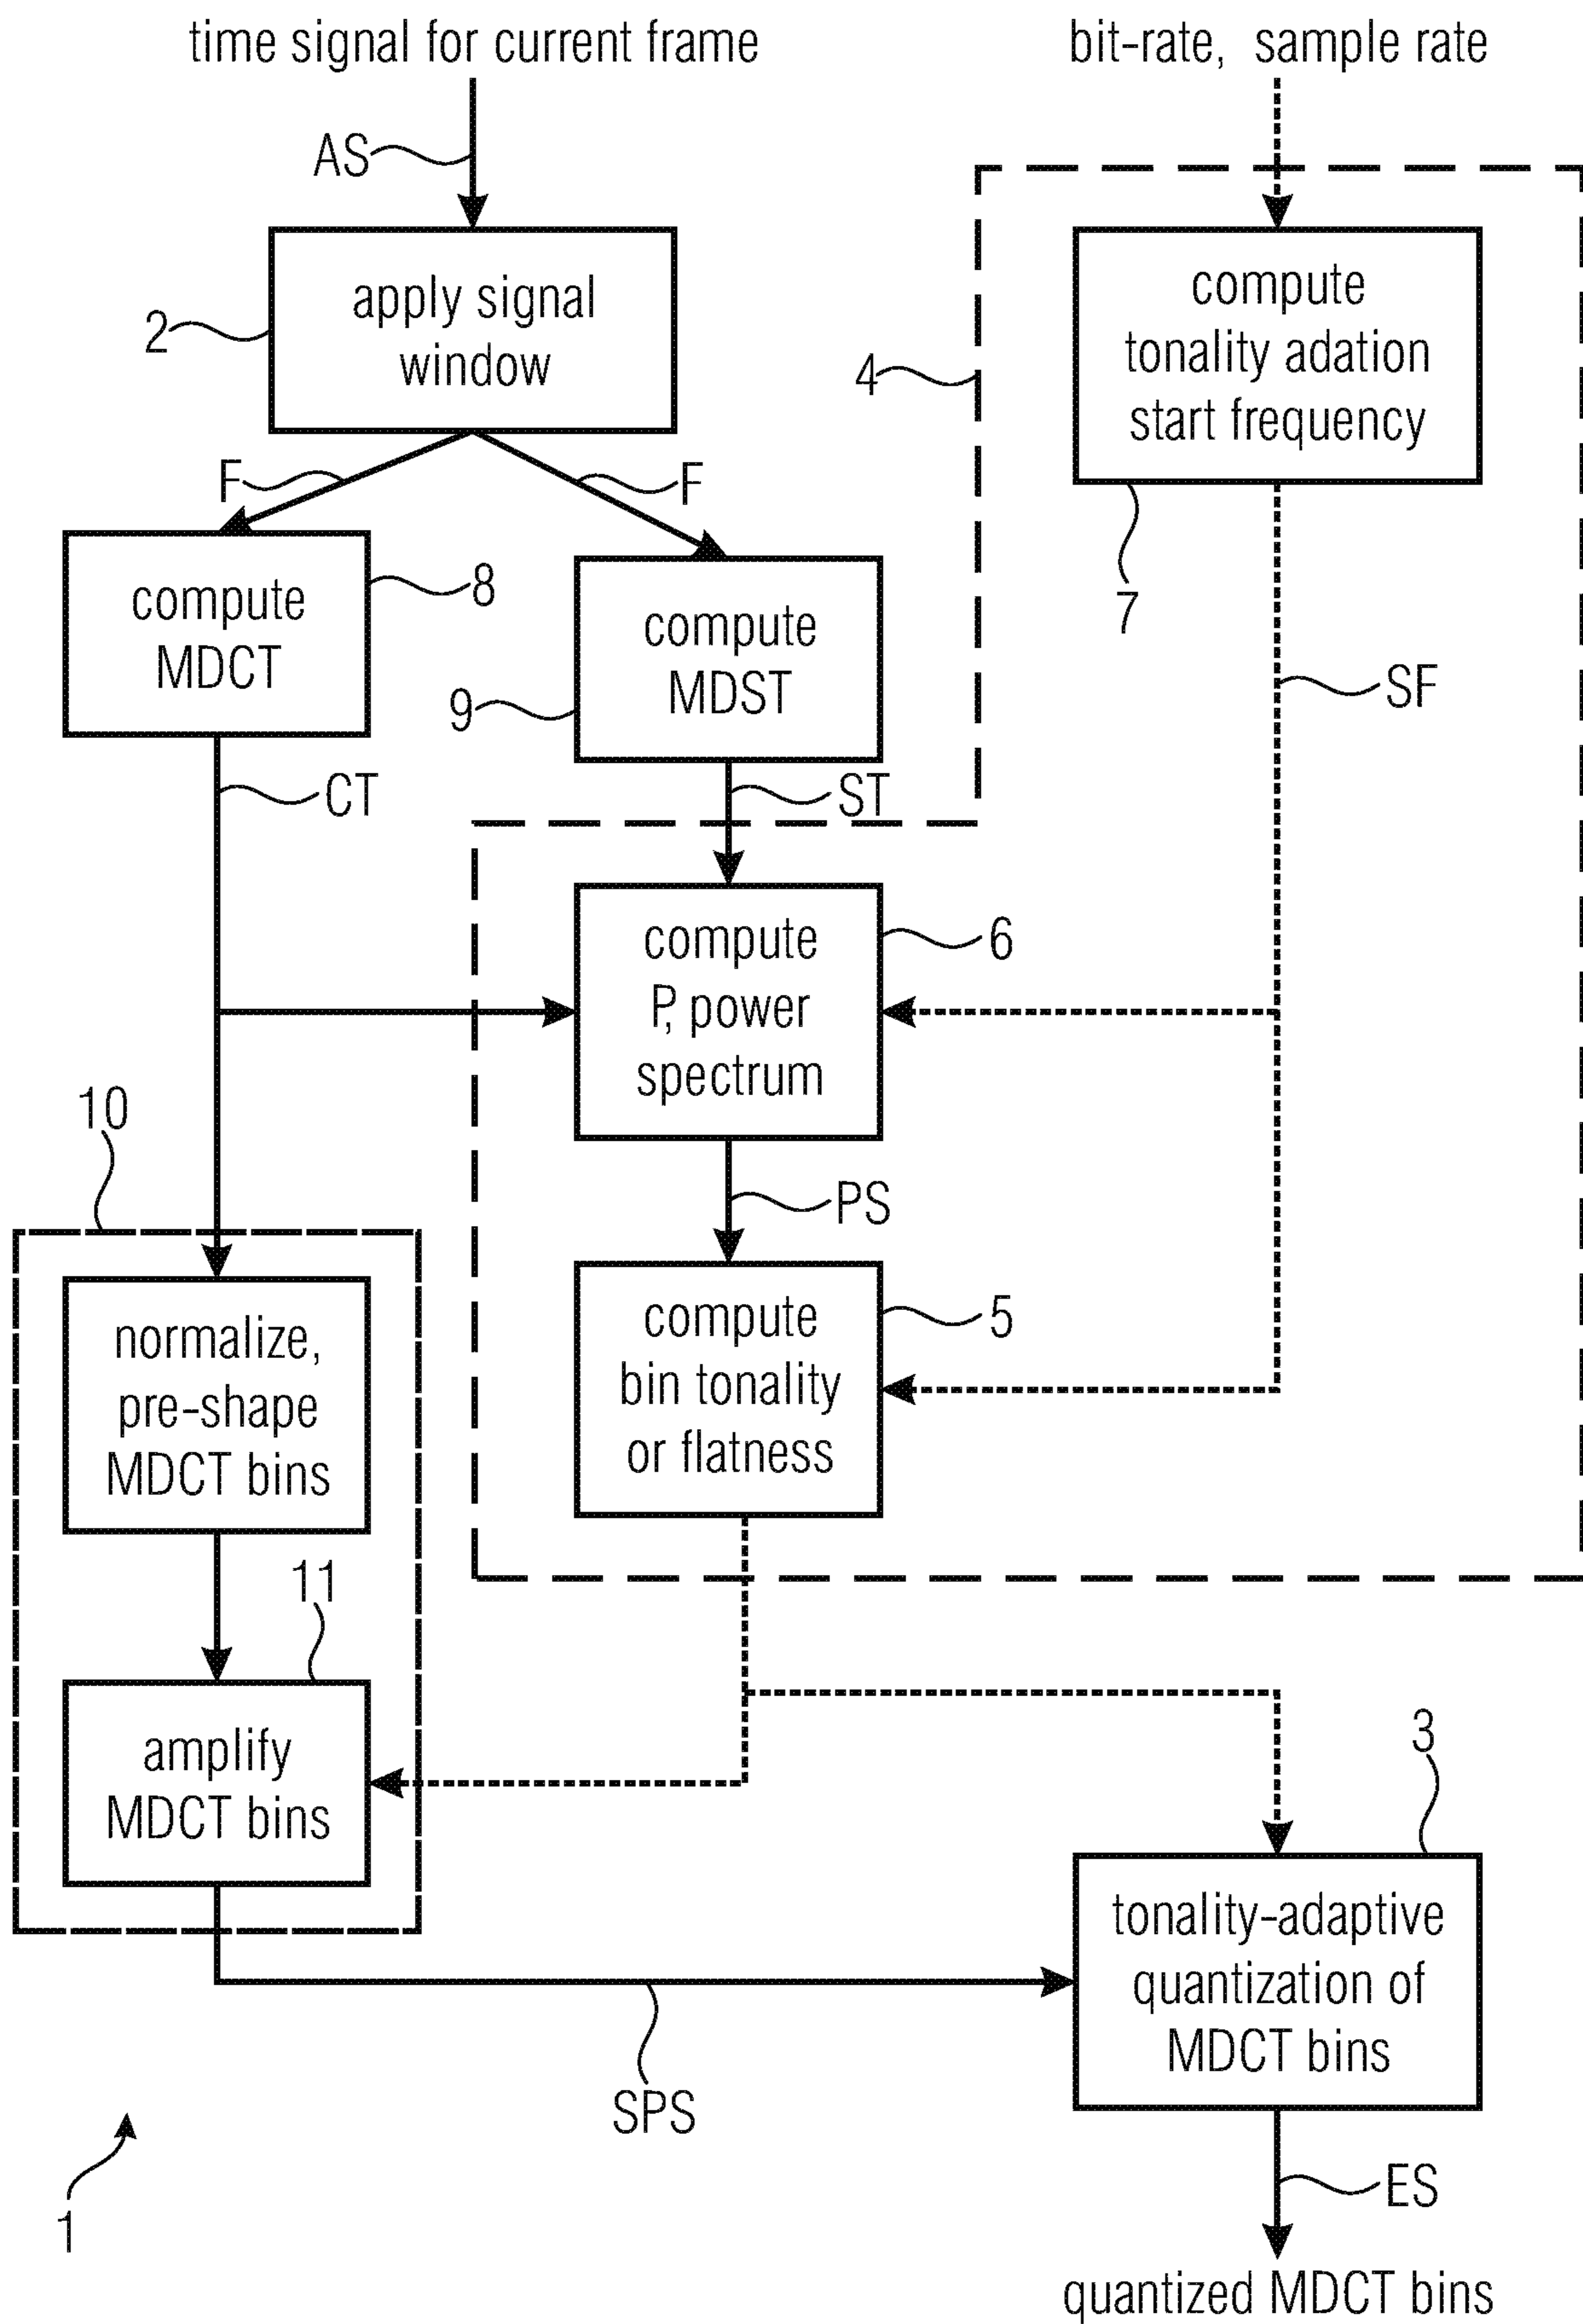 time signal for current frame
bit-rate, sample rate
AS
apply signal
window
2
4
compute
tonality adation
start frequency
F
F
7
compute
MDCT
8
compute
MDST
9
SF
CT
ST
compute
P, power
spectrum
6
10
PS
normalize,
pre-shape
MDCT bins
compute
bin tonality
or flatness
5
11
amplify
MDCT bins
3
tonality-adaptive
quantization of
MDCT bins
SPS
1
ES
quantized MDCT bins